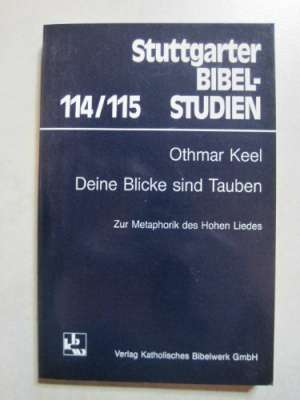 Stuttgarter
BIBEL-
114/115 STUDIEN
Othmar Keel
Deine Blicke sind Tauben
Zur Metaphorik des Hohen Liedes
Verlag Katholisches Bibelwerk GmbH